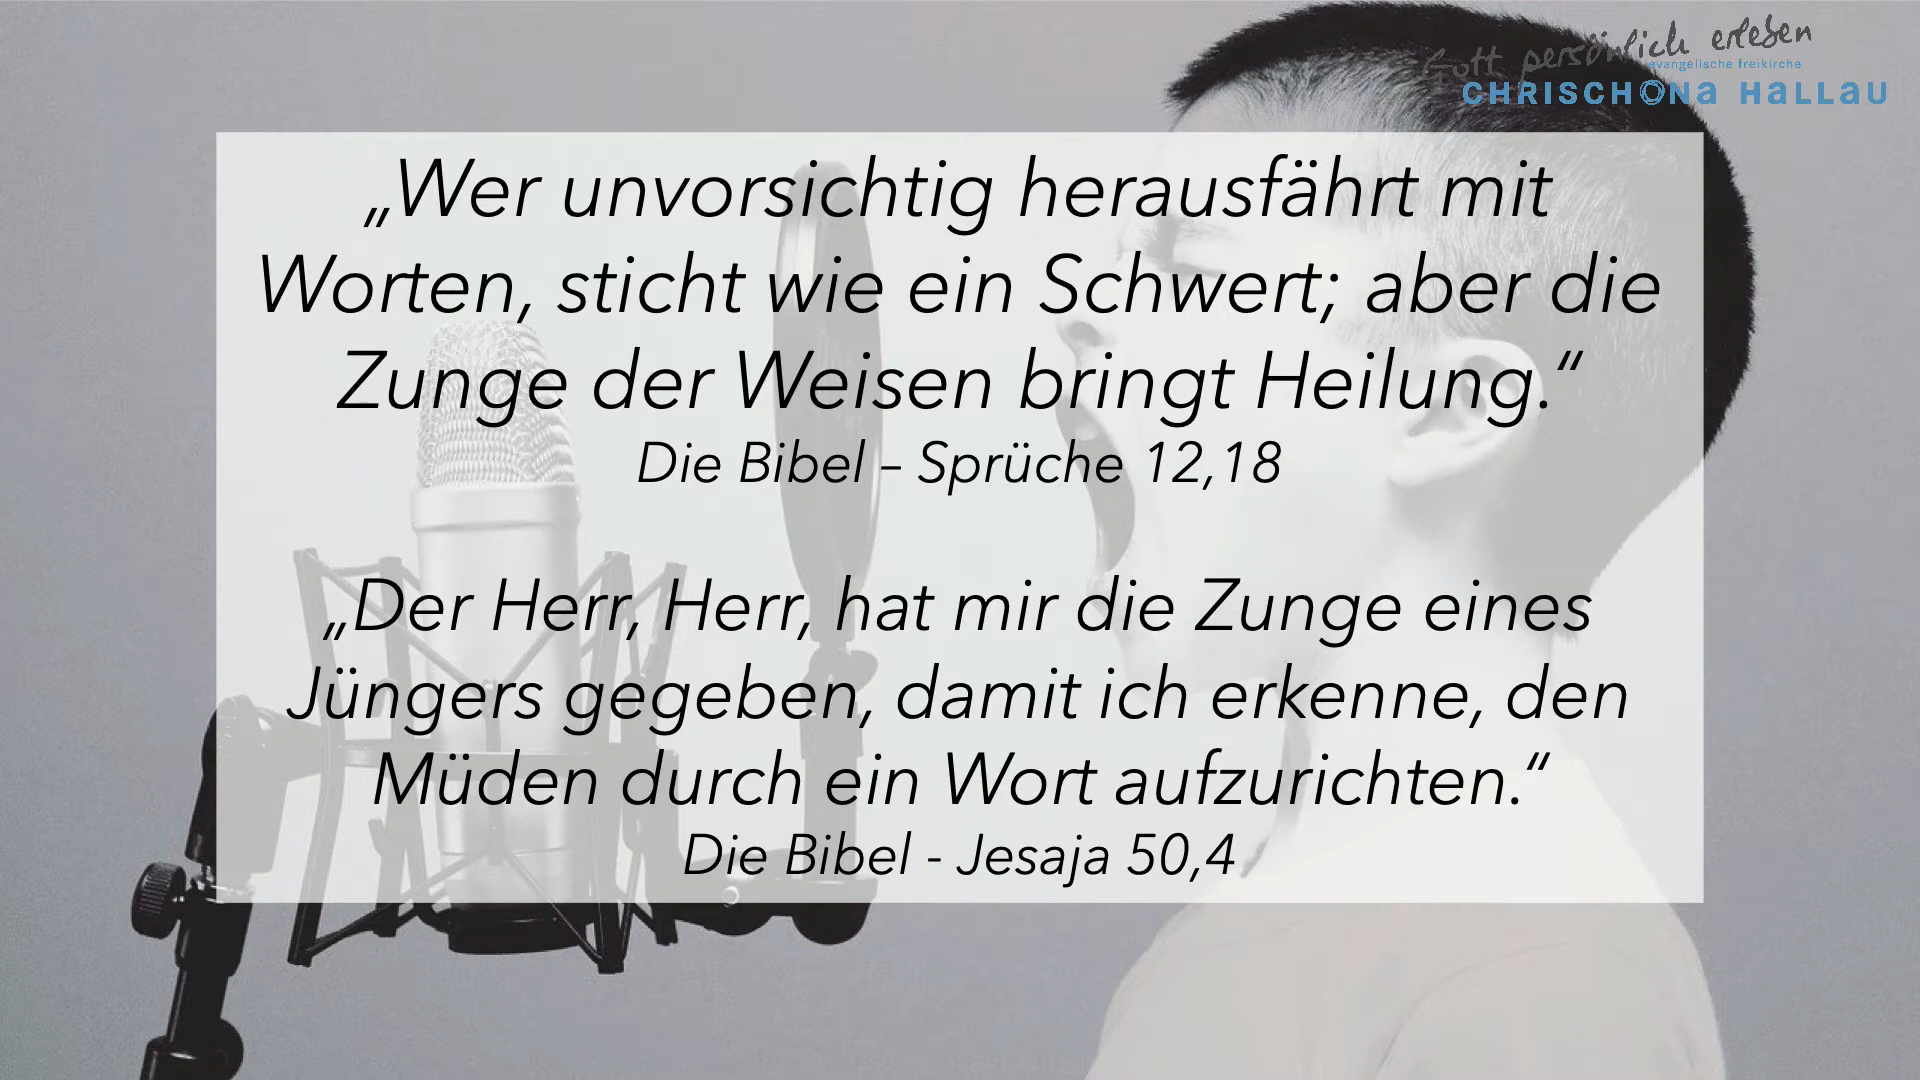 Gott persönlich erleben
evangelische freikirche
CHRISCHONa HaLLaU
„Wer unvorsichtig herausfährt mit
Worten, sticht wie ein Schwert; aber die
Zunge der Weisen bringt Heilung.“
Die Bibel – Sprüche 12,18
„Der Herr, Herr, hat mir die Zunge eines
Jüngers gegeben, damit ich erkenne, den
Müden durch ein Wort aufzurichten.“
Die Bibel - Jesaja 50,4